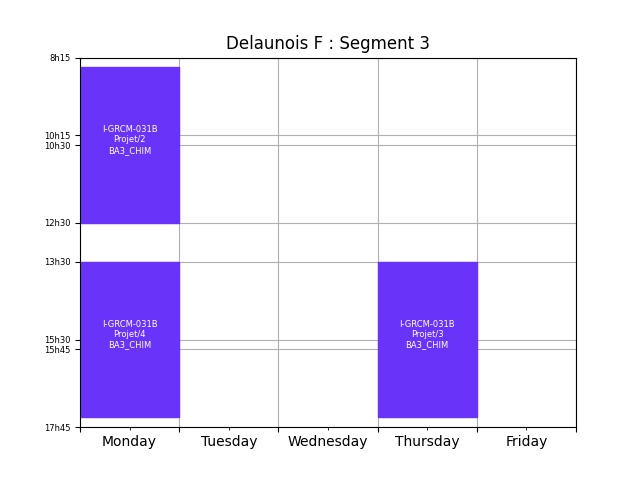 Delaunois F : Segment 3
8h15
10h15
10h30
12h30
13h30
15h30
15h45
17h45
I-GRCM-031B
Projet/2
BA3_CHIM
I-GRCM-031B
Projet/4
BA3_CHIM
I-GRCM-031B
Projet/3
BA3_CHIM
Monday
Tuesday
Wednesday
Thursday
Friday